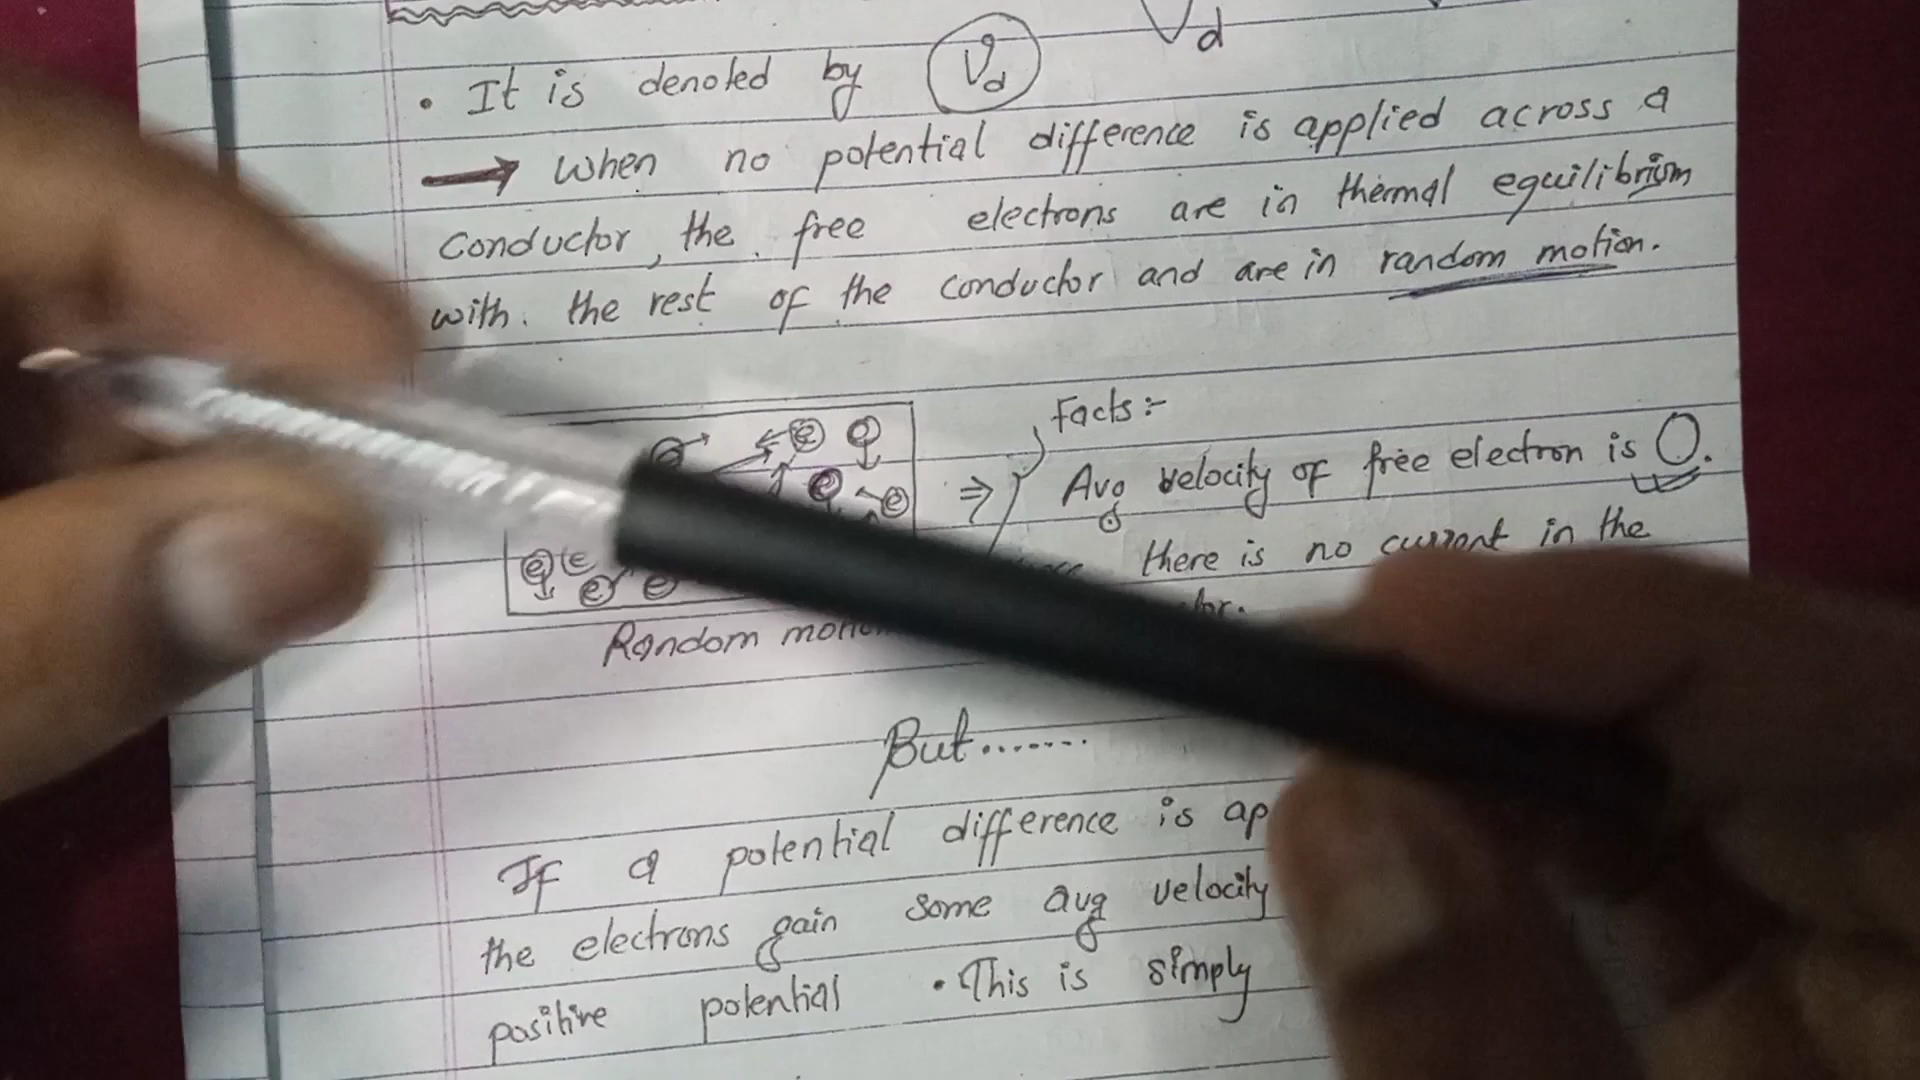 Vd
• It is denoted by Vd
→ When no potential difference is applied across a
conductor, the free electrons are in thermal equilibrium
with the rest of the conductor and are in random motion.
Facts :-
⇒ Avg velocity of free electron is 0.
there is no current in the
e e
e e
e e e e
Random
But.......
If a potential difference is
the electrons gain some avg velocity
positive potential . This is simply